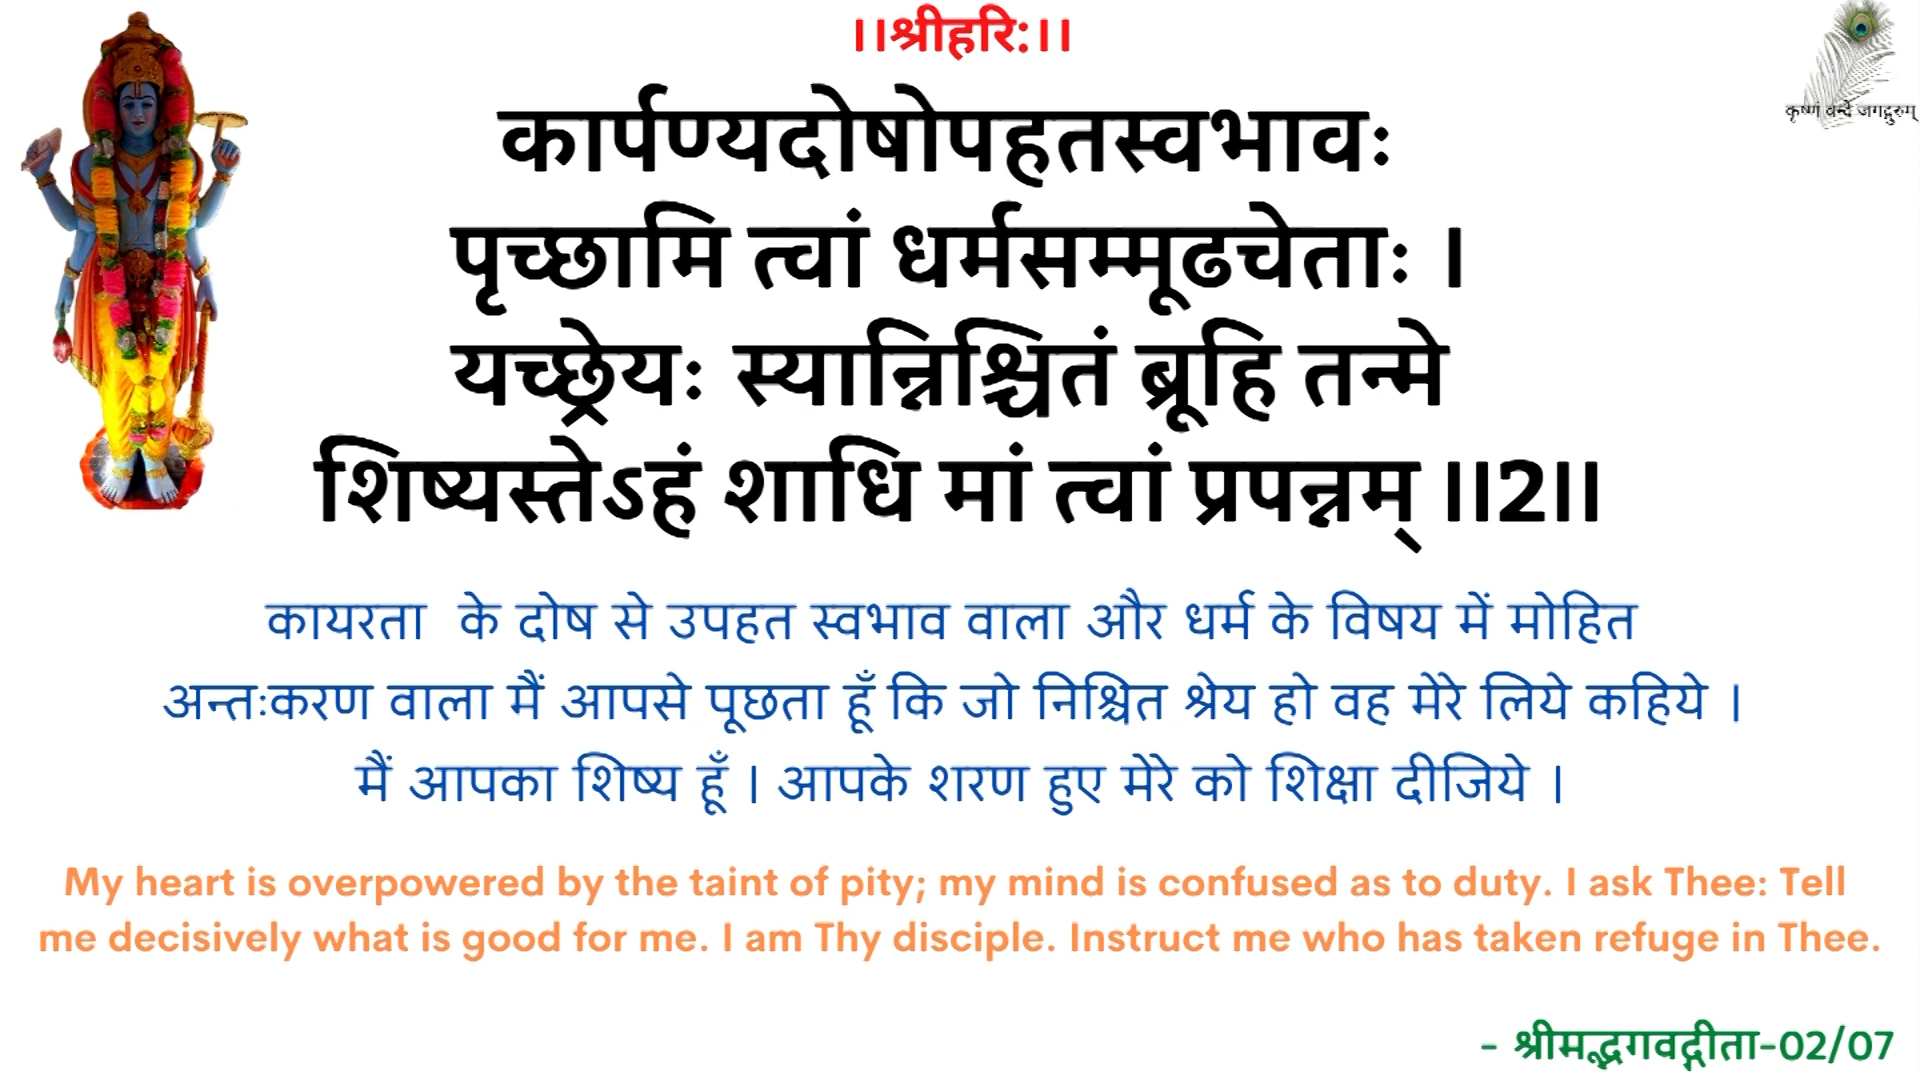 ।।श्रीहरि:।।
कृष्णं वन्दे जगद्गुरुम्
कार्पण्यदोषोपहतस्वभावः
पृच्छामि त्वां धर्मसम्मूढचेताः ।
यच्छ्रेयः स्यान्निश्चितं ब्रूहि तन्मे
शिष्यस्तेऽहं शाधि मां त्वां प्रपन्नम् ।।2।।
कायरता के दोष से उपहत स्वभाव वाला और धर्म के विषय में मोहित
अन्तःकरण वाला मैं आपसे पूछता हूँ कि जो निश्चित श्रेय हो वह मेरे लिये कहिये ।
मैं आपका शिष्य हूँ । आपके शरण हुए मेरे को शिक्षा दीजिये ।
My heart is overpowered by the taint of pity; my mind is confused as to duty. I ask Thee: Tell
me decisively what is good for me. I am Thy disciple. Instruct me who has taken refuge in Thee.
- श्रीमद्भगवद्गीता-02/07